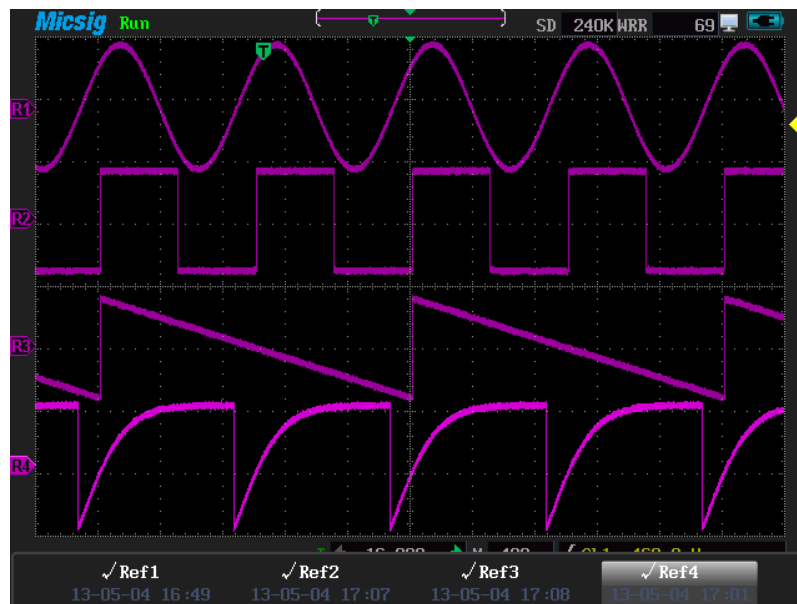 Micsig Run SD 240K WRR 69
T
T
R1
R2
R3
R4
√Ref1 √Ref2 √Ref3 √Ref4
13-05-04 16:49 13-05-04 17:07 13-05-04 17:08 13-05-04 17:01